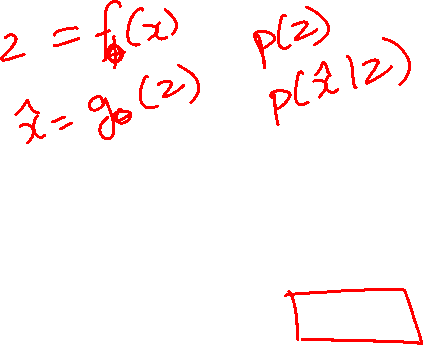 z = f_ϕ(x) p(z)
x̂ = g_θ(z) p(x̂|z)